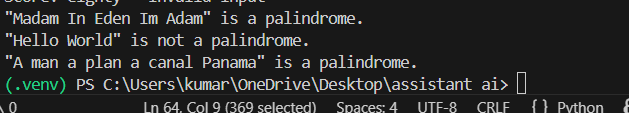 "Madam In Eden Im Adam" is a palindrome.
"Hello World" is not a palindrome.
"A man a plan a canal Panama" is a palindrome.
(.venv) PS C:\Users\kumar\OneDrive\Desktop\assistant ai>
0 Ln 64, Col 9 (369 selected) Spaces: 4 UTF-8 CRLF { } Python